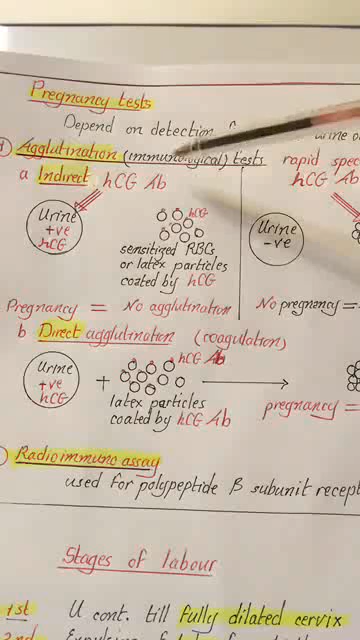 Pregnancy tests
Depend on detection
Agglutination (immunological) tests rapid spec
a Indirect hCG Ab hCG Ab
Urine
+ve
hCG
hCG
sensitized RBCs
or latex particles
coated by hCG
Urine
-ve
Pregnancy = No agglutination No pregnancy =
b Direct agglutination (coagulation)
Urine
+ve
hCG
+
hCG Ab
latex particles
coated by hCG Ab
pregnancy =
Radioimmuno assay
used for polypeptide β subunit recept
Stages of labour
1st U cont. till fully dilated cervix
2nd